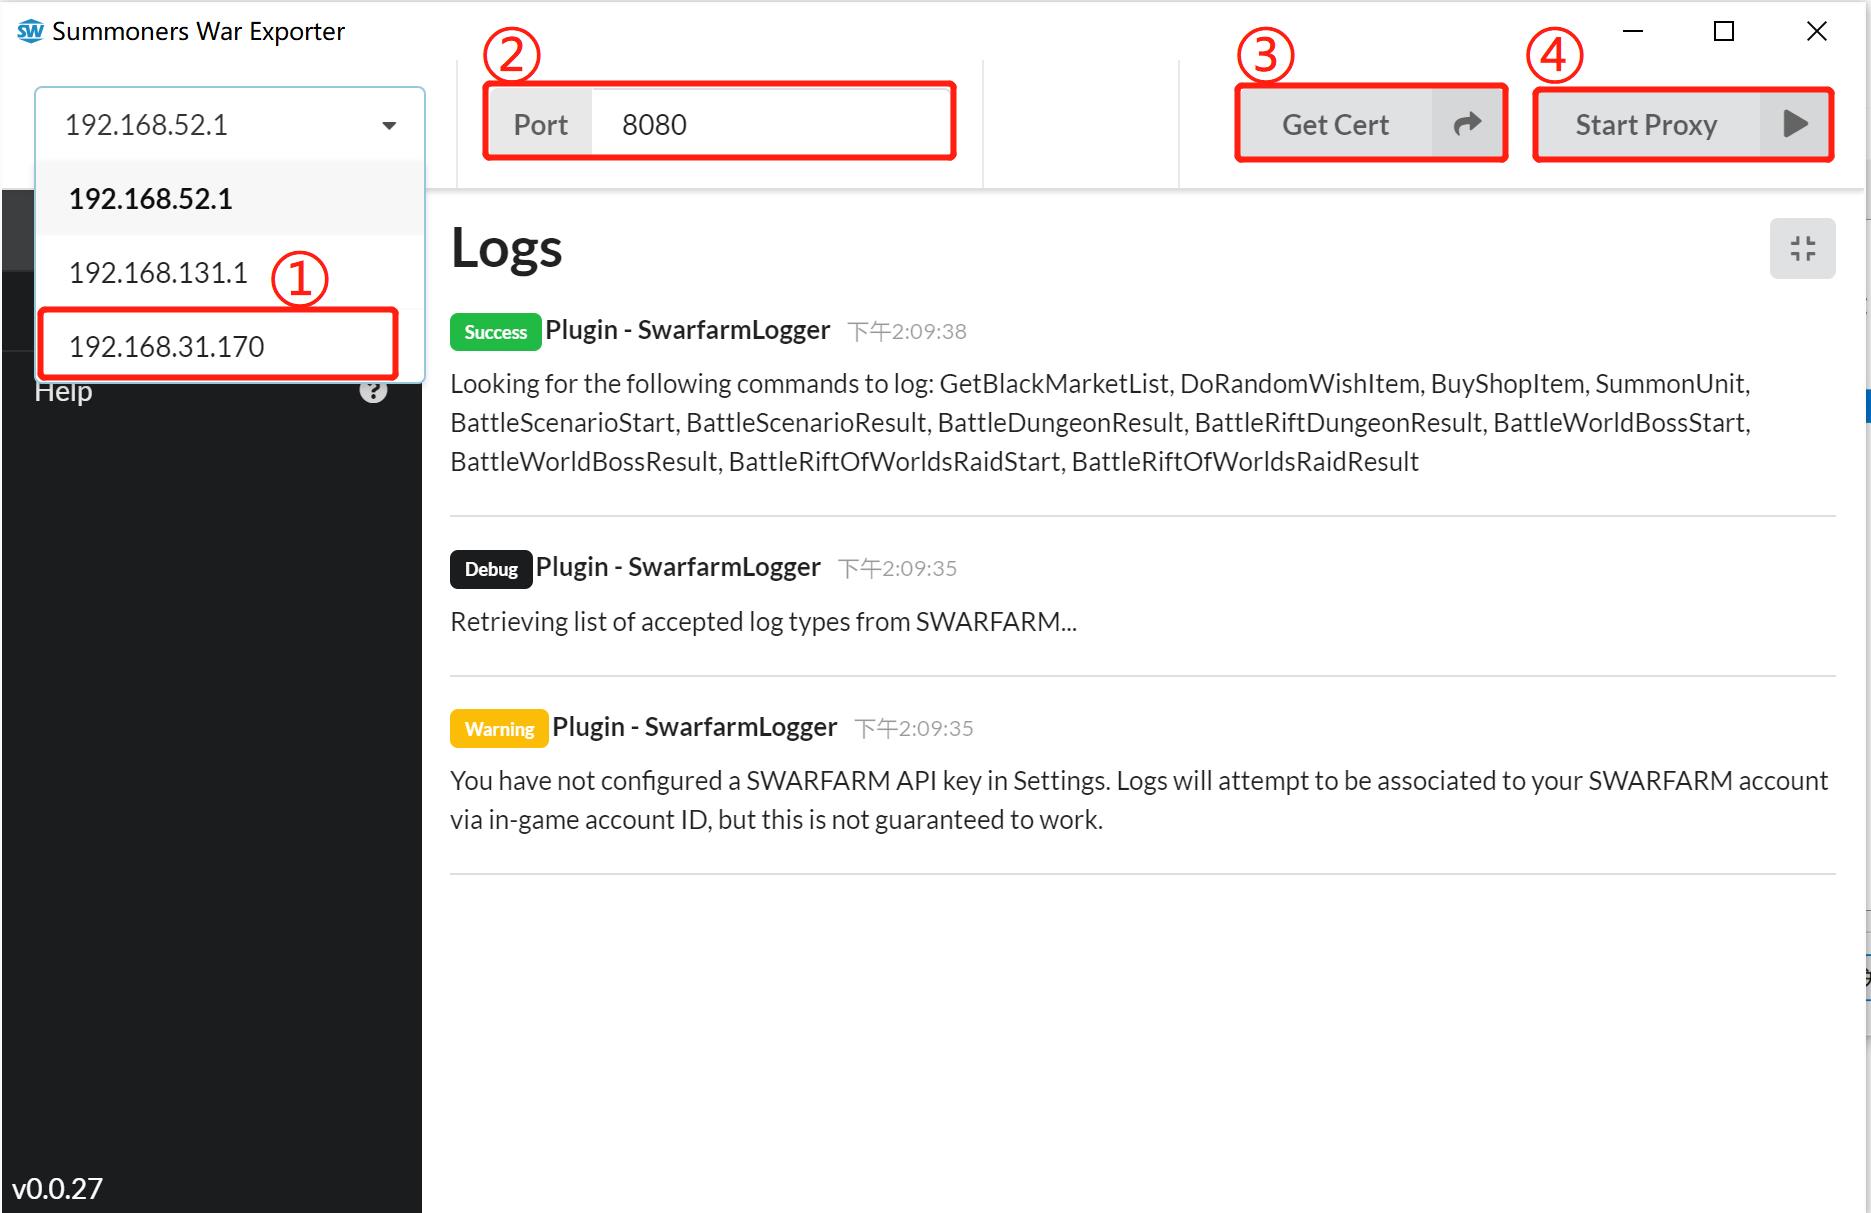 SW Summoners War Exporter
② ③ ④
192.168.52.1
Port 8080
Get Cert
Start Proxy
192.168.52.1
192.168.131.1 ①
192.168.31.170
Help ?
Logs
Success Plugin - SwarfarmLogger 下午2:09:38
Looking for the following commands to log: GetBlackMarketList, DoRandomWishItem, BuyShopItem, SummonUnit,
BattleScenarioStart, BattleScenarioResult, BattleDungeonResult, BattleRiftDungeonResult, BattleWorldBossStart,
BattleWorldBossResult, BattleRiftOfWorldsRaidStart, BattleRiftOfWorldsRaidResult
Debug Plugin - SwarfarmLogger 下午2:09:35
Retrieving list of accepted log types from SWARFARM...
Warning Plugin - SwarfarmLogger 下午2:09:35
You have not configured a SWARFARM API key in Settings. Logs will attempt to be associated to your SWARFARM account
via in-game account ID, but this is not guaranteed to work.
v0.0.27